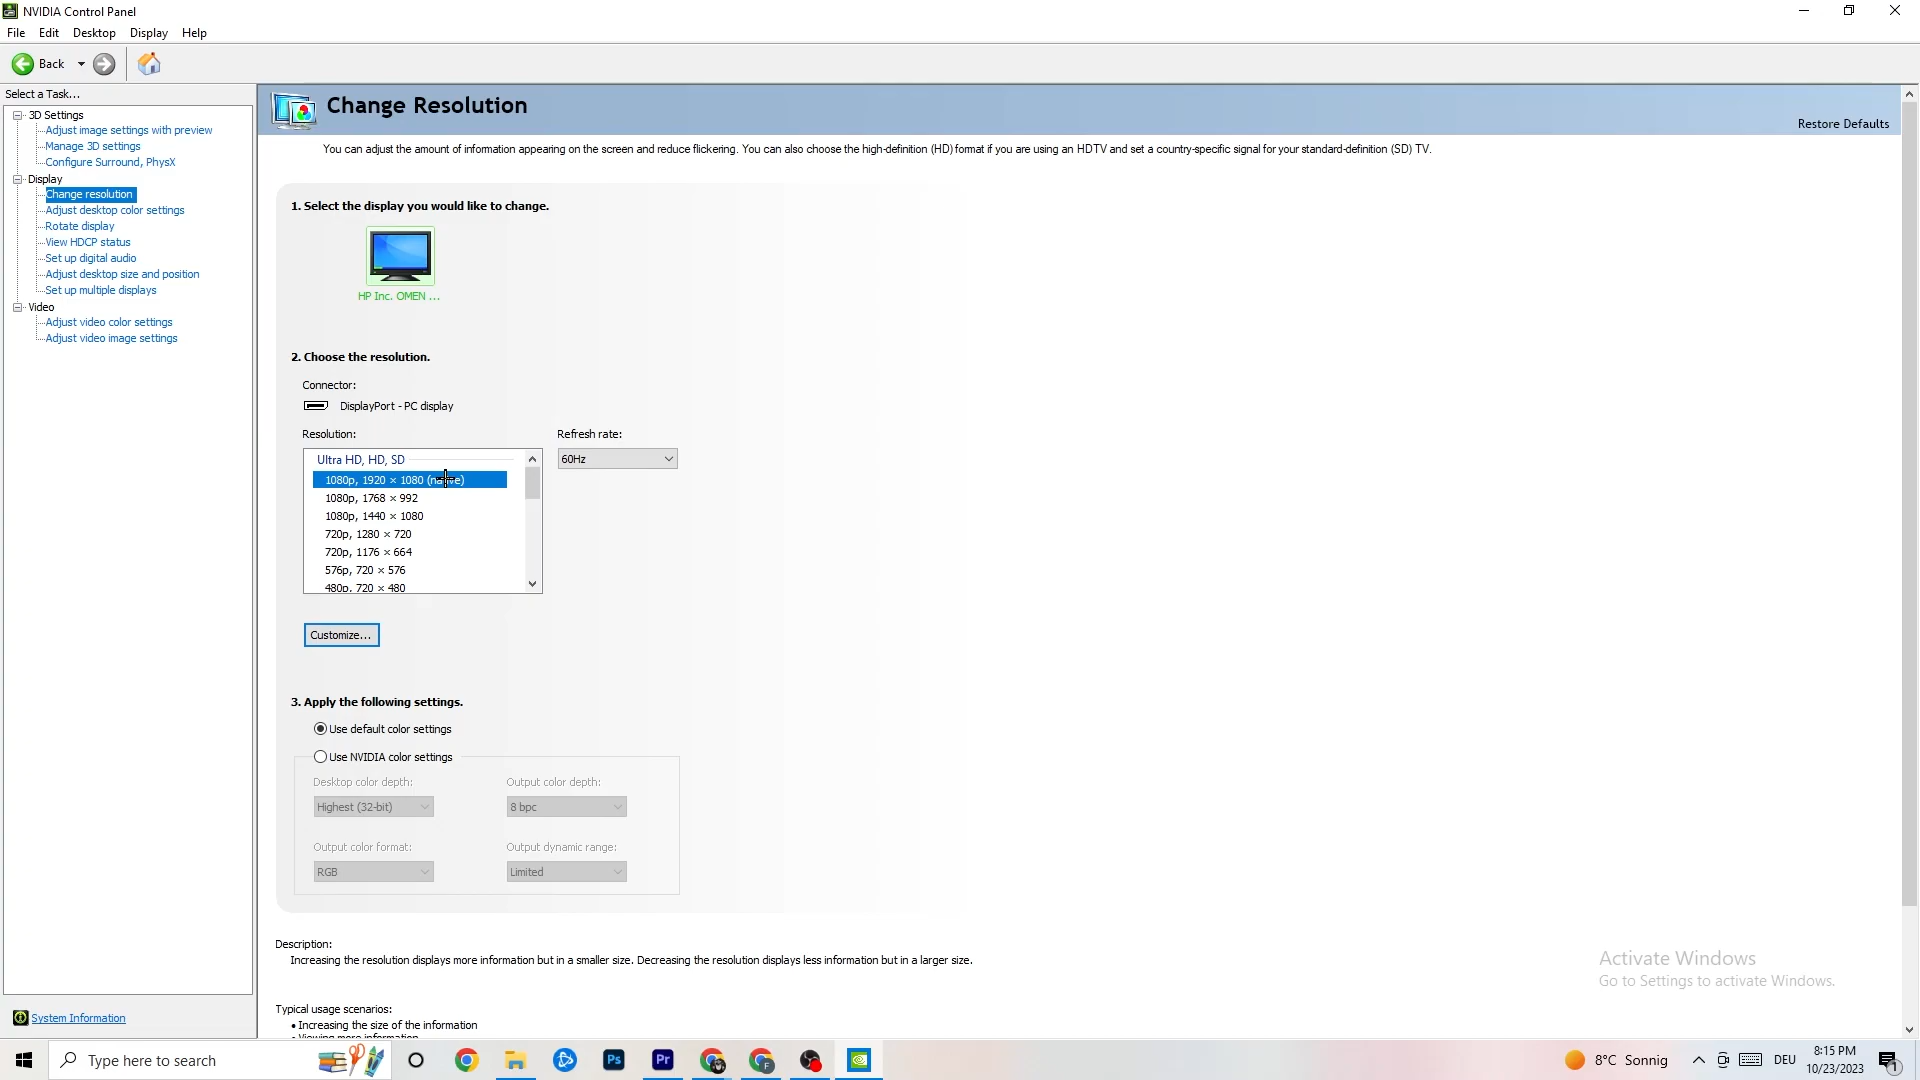 NVIDIA Control Panel
File Edit Desktop Display Help
Back
Select a Task...
3D Settings
Adjust image settings with preview
Manage 3D settings
Configure Surround, PhysX
Display
Change resolution
Adjust desktop color settings
Rotate display
View HDCP status
Set up digital audio
Adjust desktop size and position
Set up multiple displays
Video
Adjust video color settings
Adjust video image settings
System Information
Change Resolution
Restore Defaults
You can adjust the amount of information appearing on the screen and reduce flickering. You can also choose the high-definition (HD) format if you are using an HDTV and set a country-specific signal for your standard-definition (SD) TV.
1. Select the display you would like to change.
HP Inc. OMEN ...
2. Choose the resolution.
Connector:
DisplayPort - PC display
Resolution:
Refresh rate:
Ultra HD, HD, SD
60Hz
1080p, 1920 × 1080 (native)
1080p, 1768 × 992
1080p, 1440 × 1080
720p, 1280 × 720
720p, 1176 × 664
576p, 720 × 576
480p, 720 × 480
Customize...
3. Apply the following settings.
Use default color settings
Use NVIDIA color settings
Desktop color depth:
Output color depth:
Highest (32-bit)
8 bpc
Output color format:
Output dynamic range:
RGB
Limited
Description:
Increasing the resolution displays more information but in a smaller size. Decreasing the resolution displays less information but in a larger size.
Typical usage scenarios:
• Increasing the size of the information
• Viewing more information
Activate Windows
Go to Settings to activate Windows.
Type here to search
Ps
Pr
F
8°C Sonnig
DEU
8:15 PM
10/23/2023
1